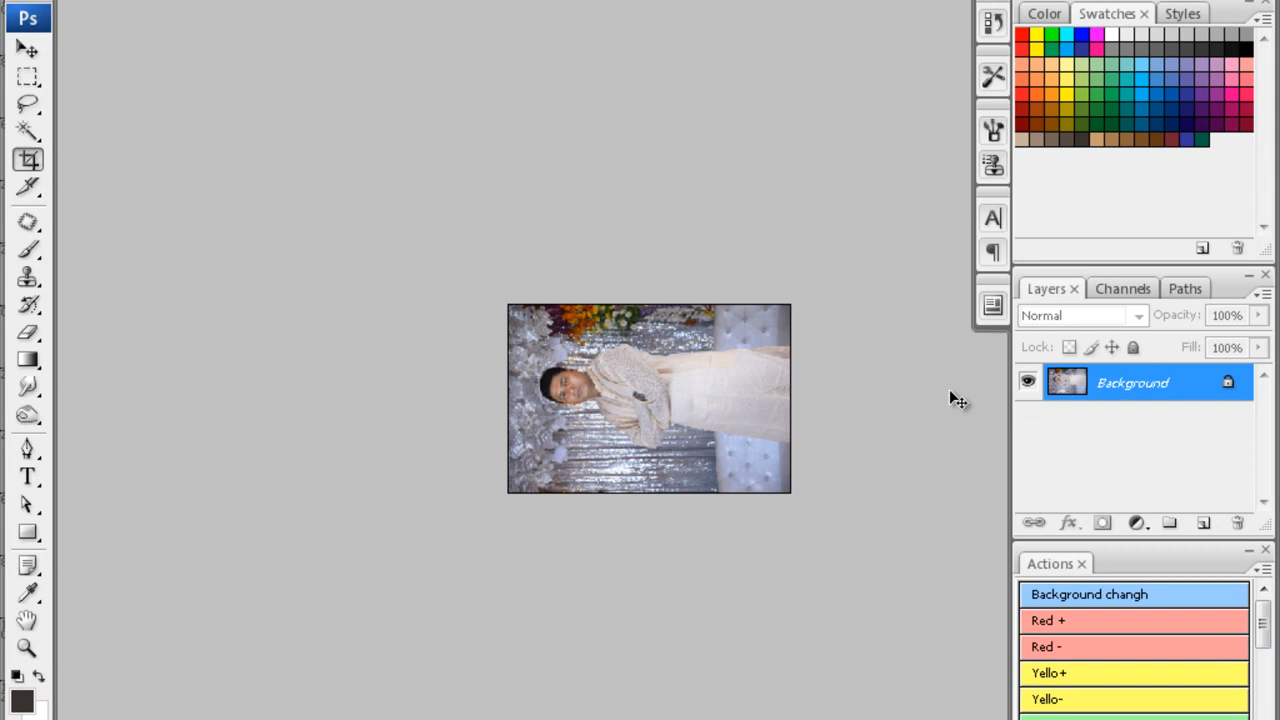 Ps
Color
Swatches
Styles
Layers
Channels
Paths
Normal
Opacity: 100%
Lock:
Fill: 100%
Background
fx
Actions
Background changh
Red +
Red -
Yello+
Yello-
A
T